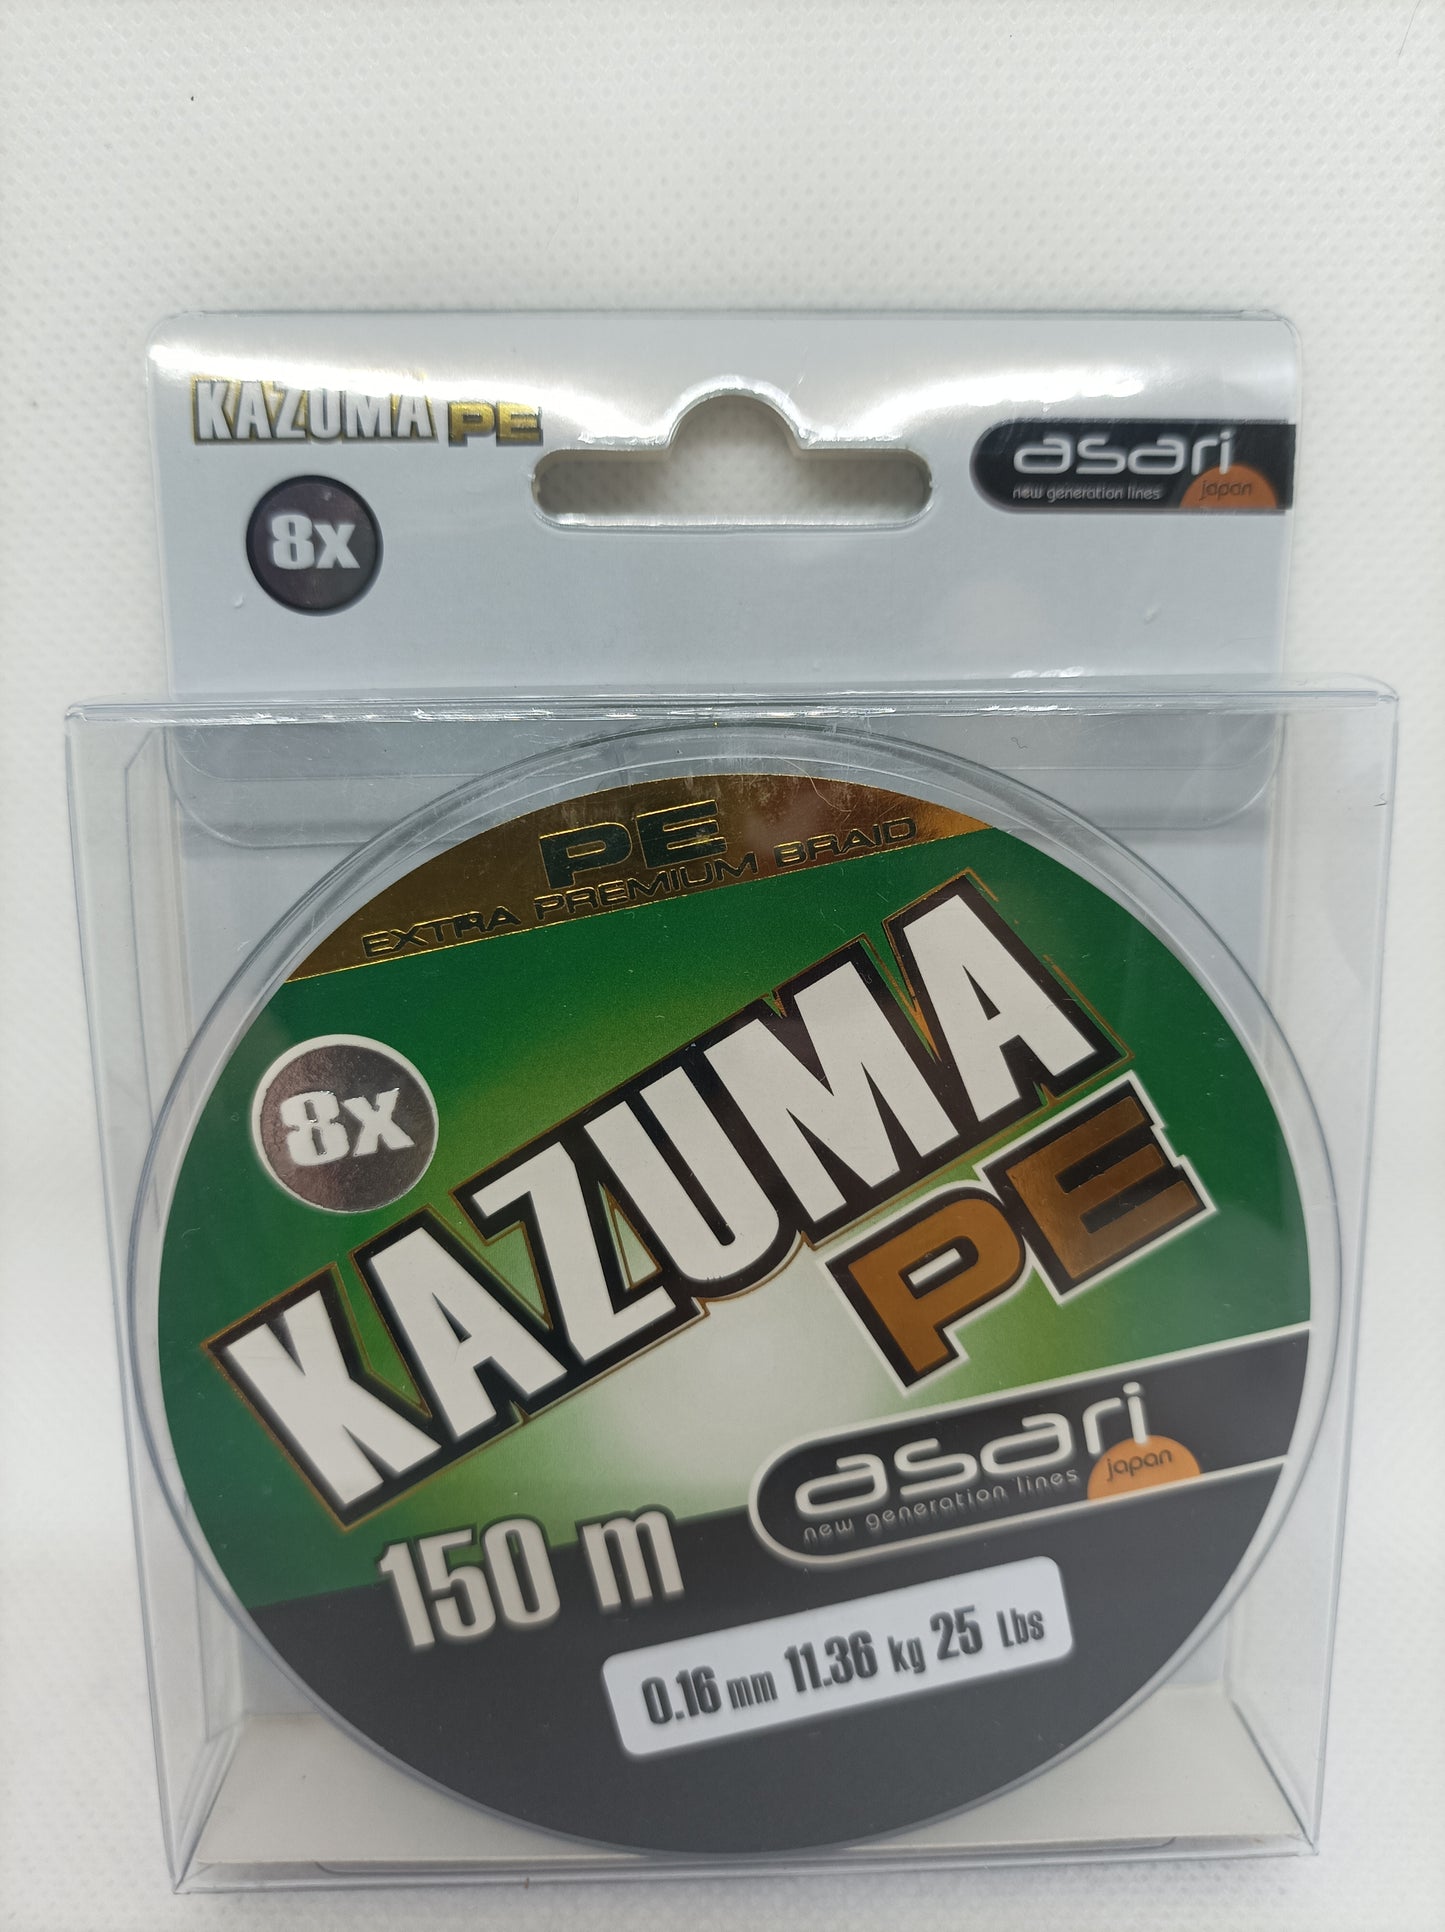 KAZUMA PE
asari
new generation lines japan
8x
PE
EXTRA PREMIUM BRAID
8x
KAZUMA
PE
asari
new generation lines japan
150 m
0.16 mm 11.36 kg 25 Lbs